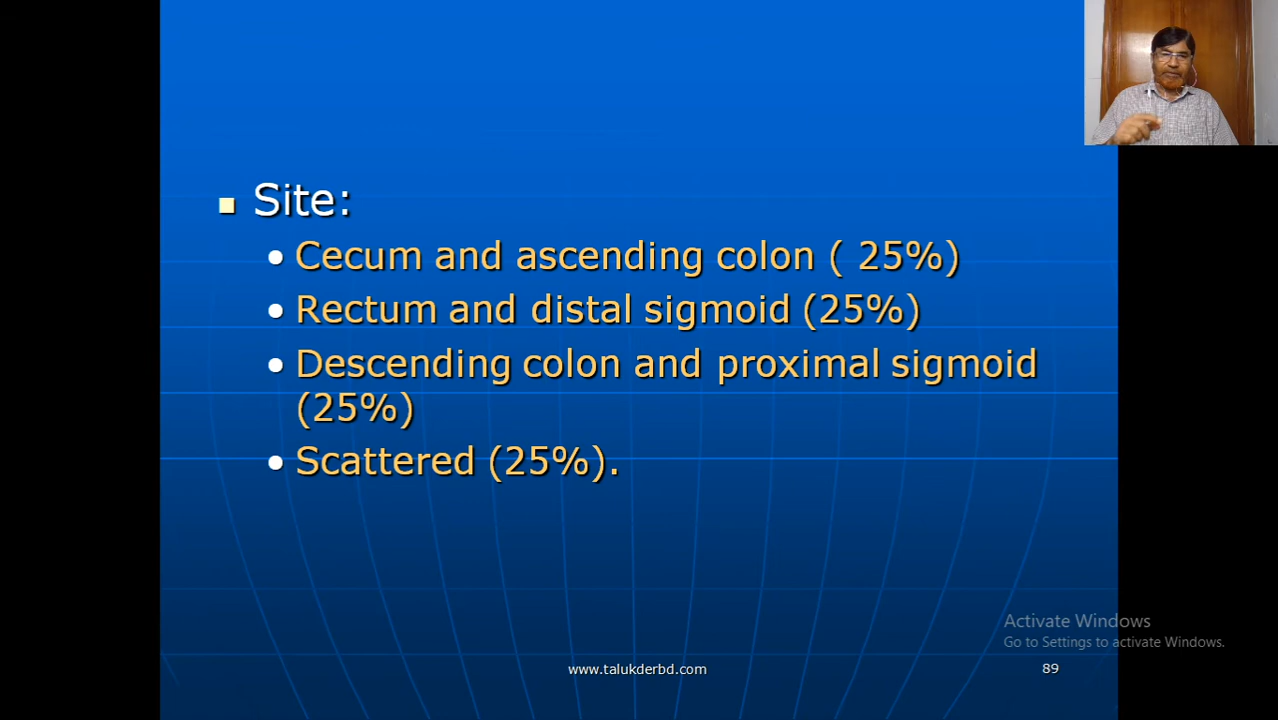 Site:
Cecum and ascending colon ( 25%)
Rectum and distal sigmoid (25%)
Descending colon and proximal sigmoid
(25%)
Scattered (25%).
Activate Windows
Go to Settings to activate Windows.
www.talukderbd.com
89